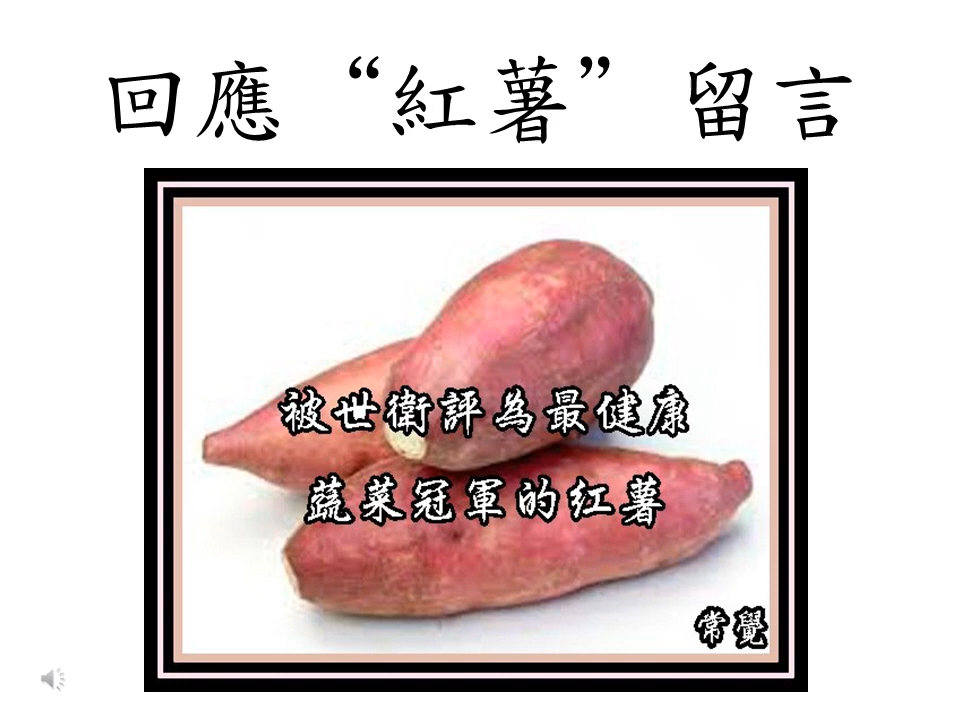 回應“紅薯”留言
被世衛評為最健康
蔬菜冠軍的红薯
常覺